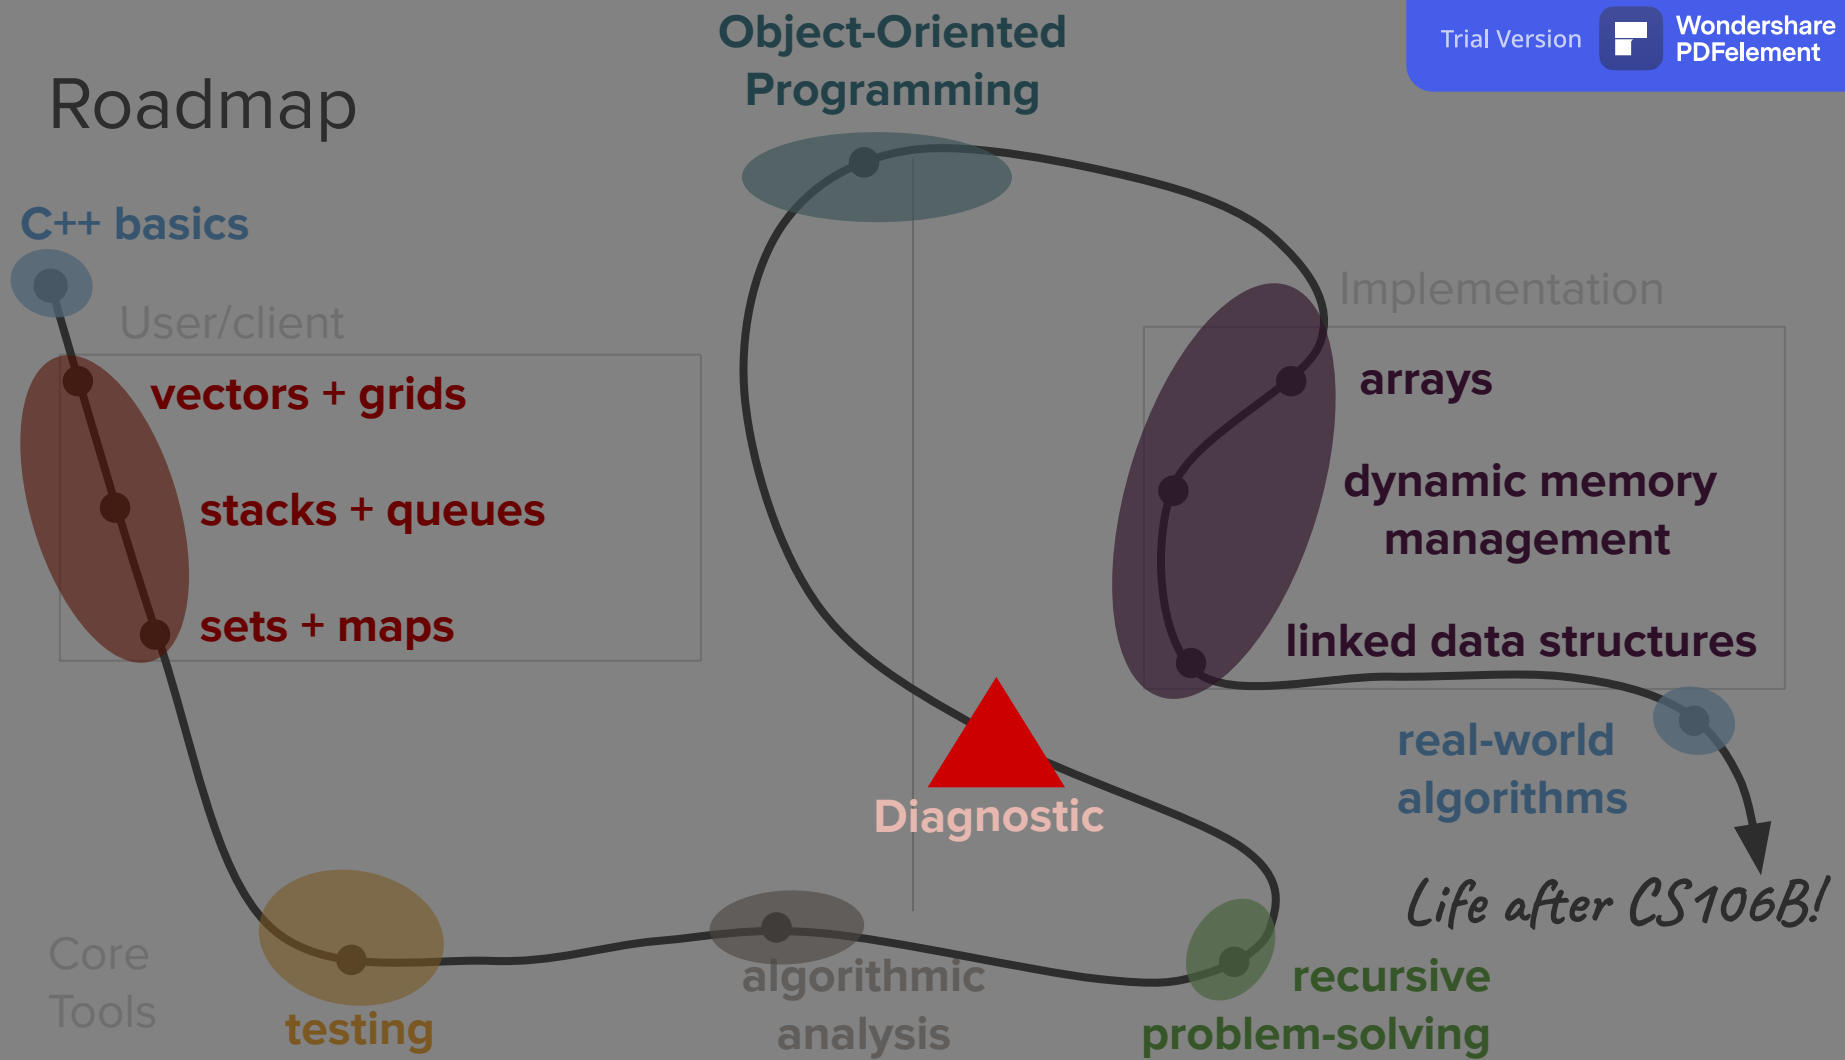 Object-Oriented
Programming
Trial Version
Wondershare
PDFelement
Roadmap
C++ basics
User/client
vectors + grids
stacks + queues
sets + maps
Implementation
arrays
dynamic memory
management
linked data structures
Diagnostic
real-world
algorithms
Life after CS106B!
Core
Tools
testing
algorithmic
analysis
recursive
problem-solving